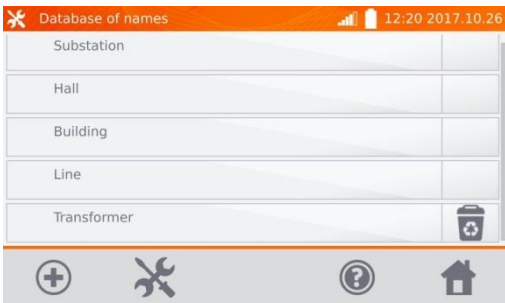 Database of names
12:20 2017.10.26
Substation
Hall
Building
Line
Transformer
?